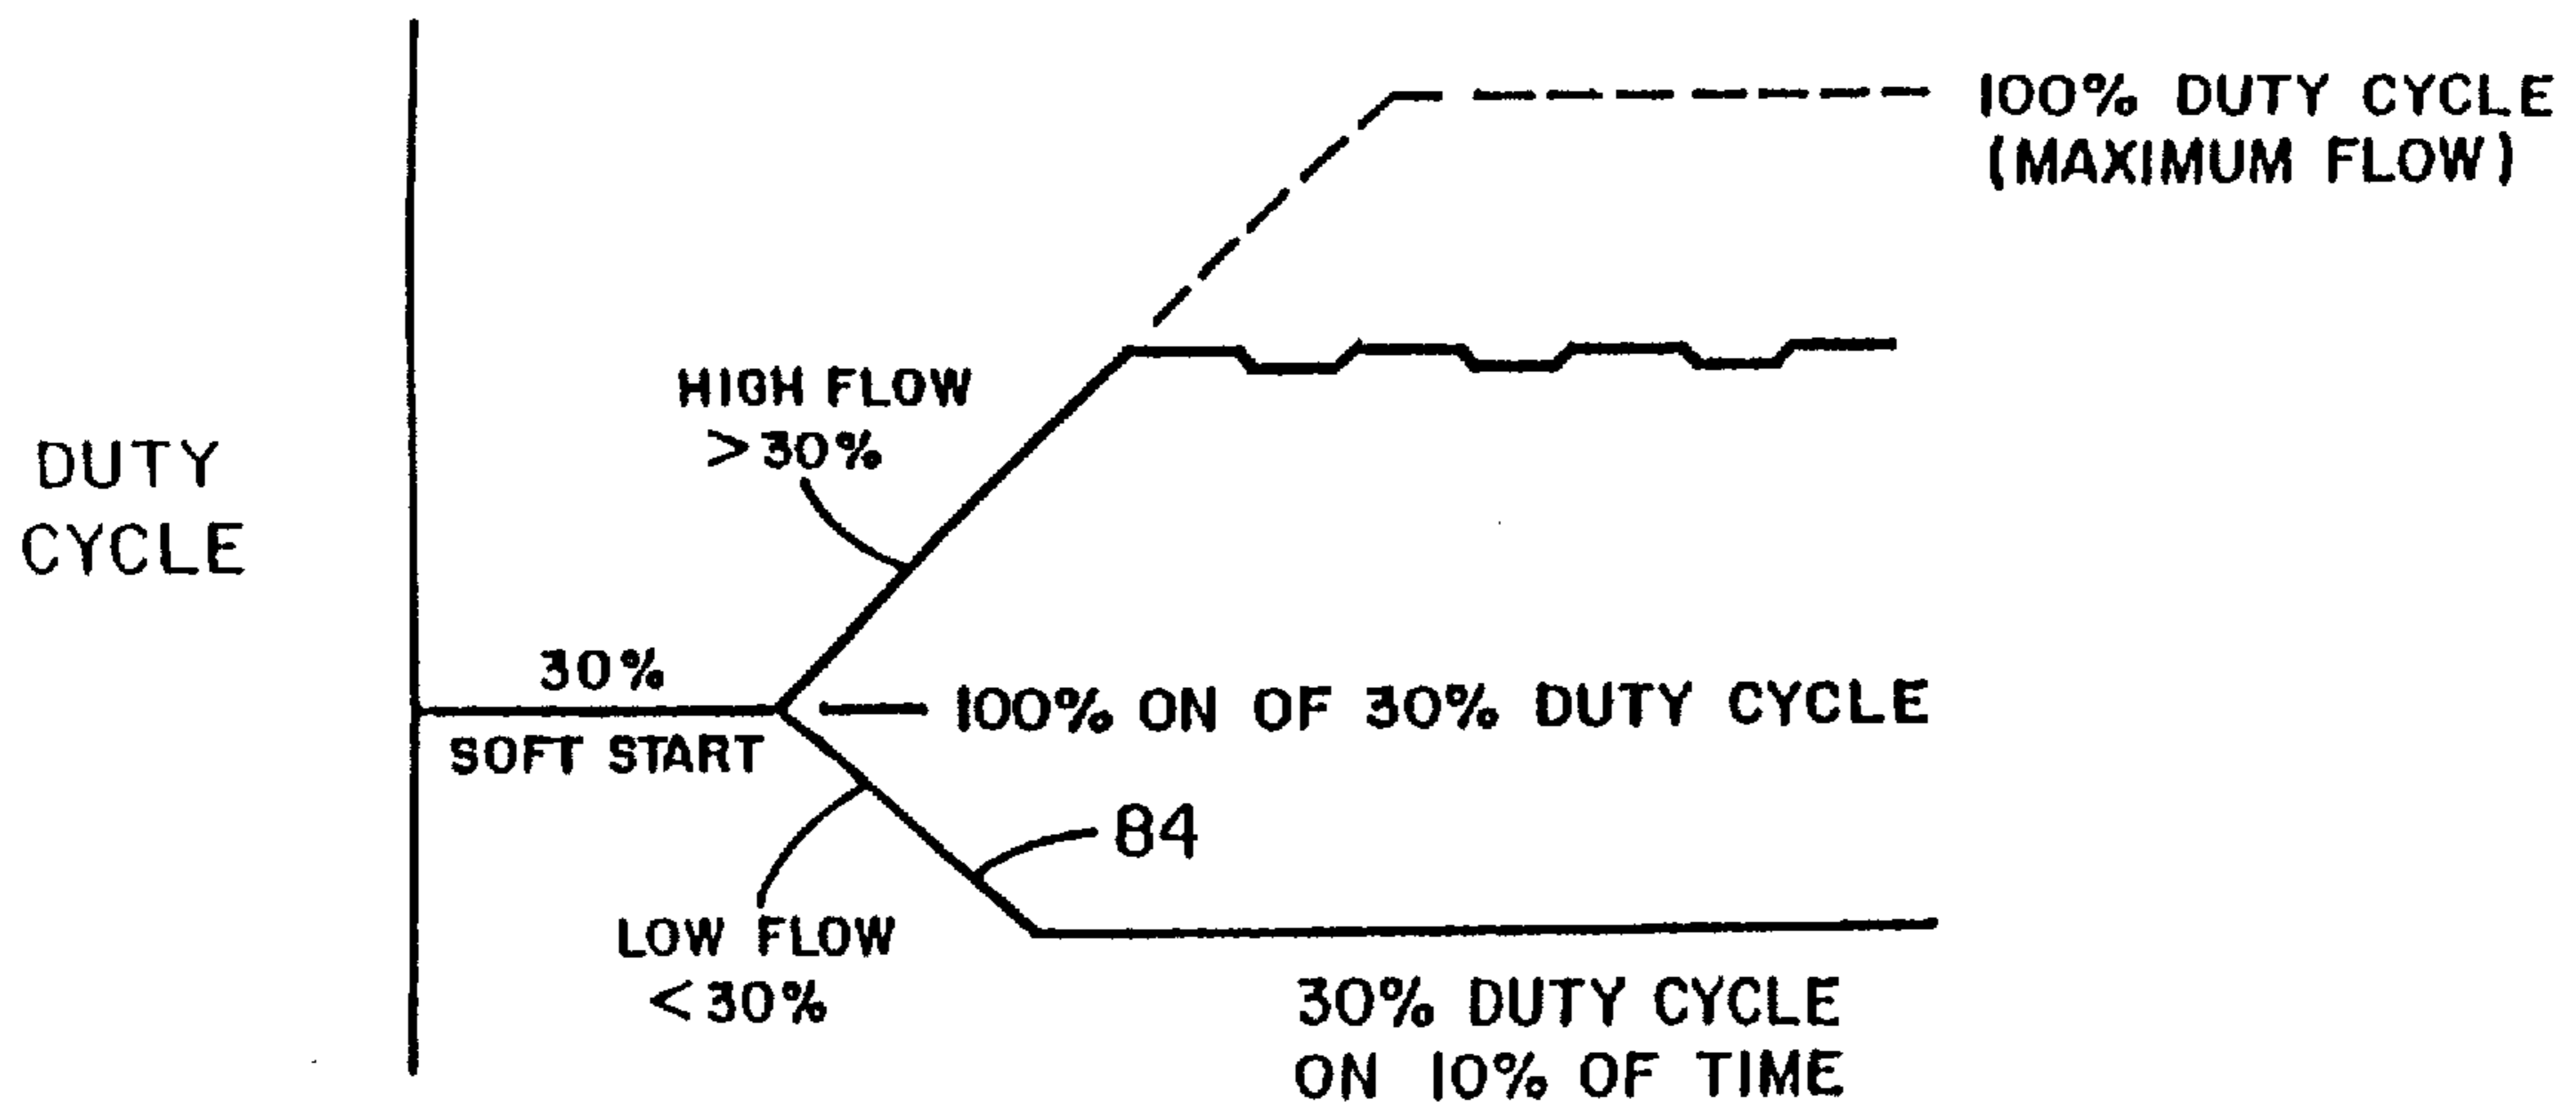 100% DUTY CYCLE
(MAXIMUM FLOW)
HIGH FLOW
>30%
DUTY
CYCLE
30%
SOFT START
100% ON OF 30% DUTY CYCLE
84
LOW FLOW
<30%
30% DUTY CYCLE
ON 10% OF TIME